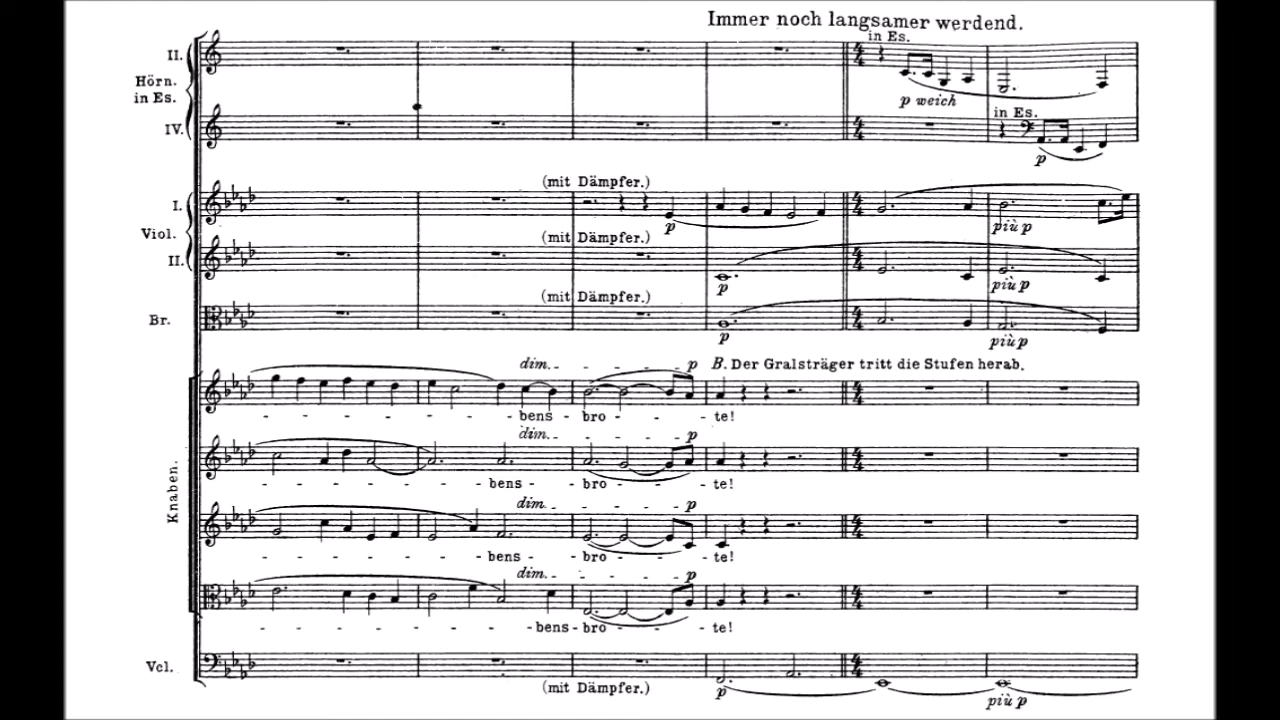 Immer noch langsamer werdend.
in Es.
II.
Hörn.
in Es.
p weich
in Es.
IV.
p
(mit Dämpfer.)
I.
p
più p
Viol.
(mit Dämpfer.)
II.
p
più p
(mit Dämpfer.)
Br.
p
più p
dim. - - - - p B. Der Gralsträger tritt die Stufen herab.
- - - - - - - - bens - bro - - - te!
dim. - - - - p
- - - - - - - bens - - bro - - - te!
Knaben.
dim. - - - - p
- - - - - - - bens - - bro - - - te!
dim. - - - - p
- - - - - - - - bens - bro - - - te!
Vcl.
(mit Dämpfer.)
p
più p